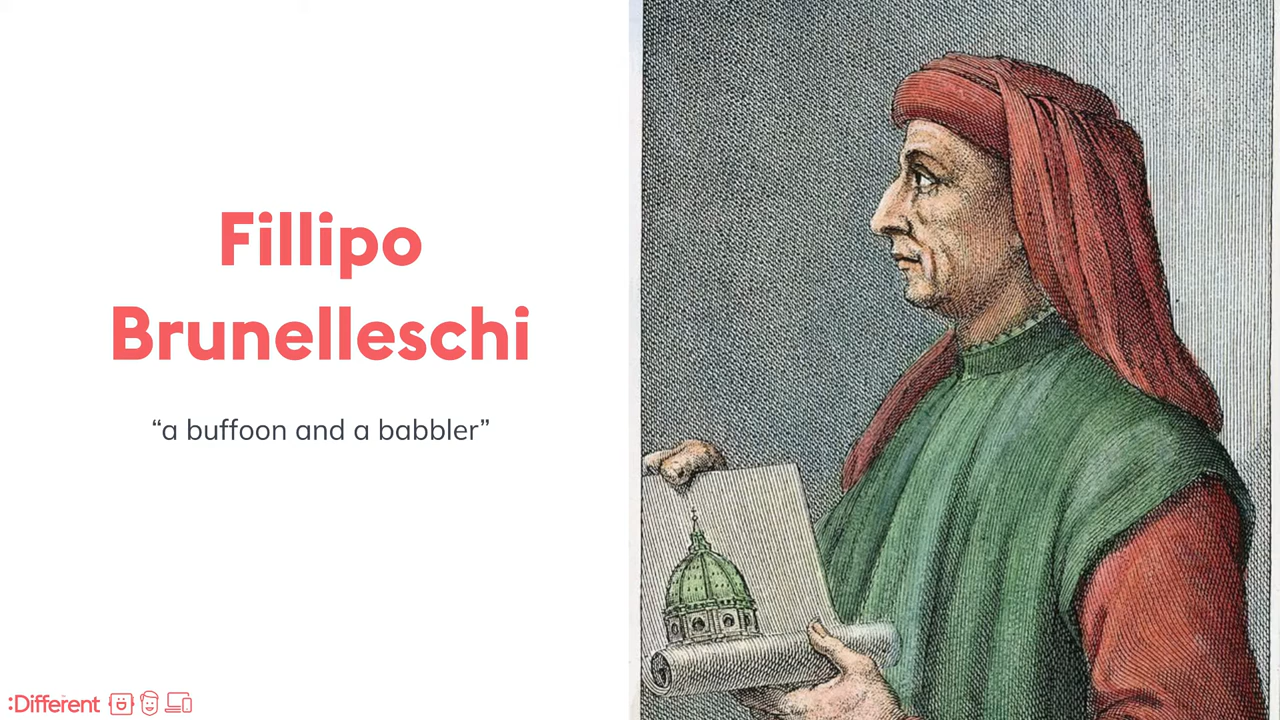 Fillipo
Brunelleschi
“a buffoon and a babbler”
:Different